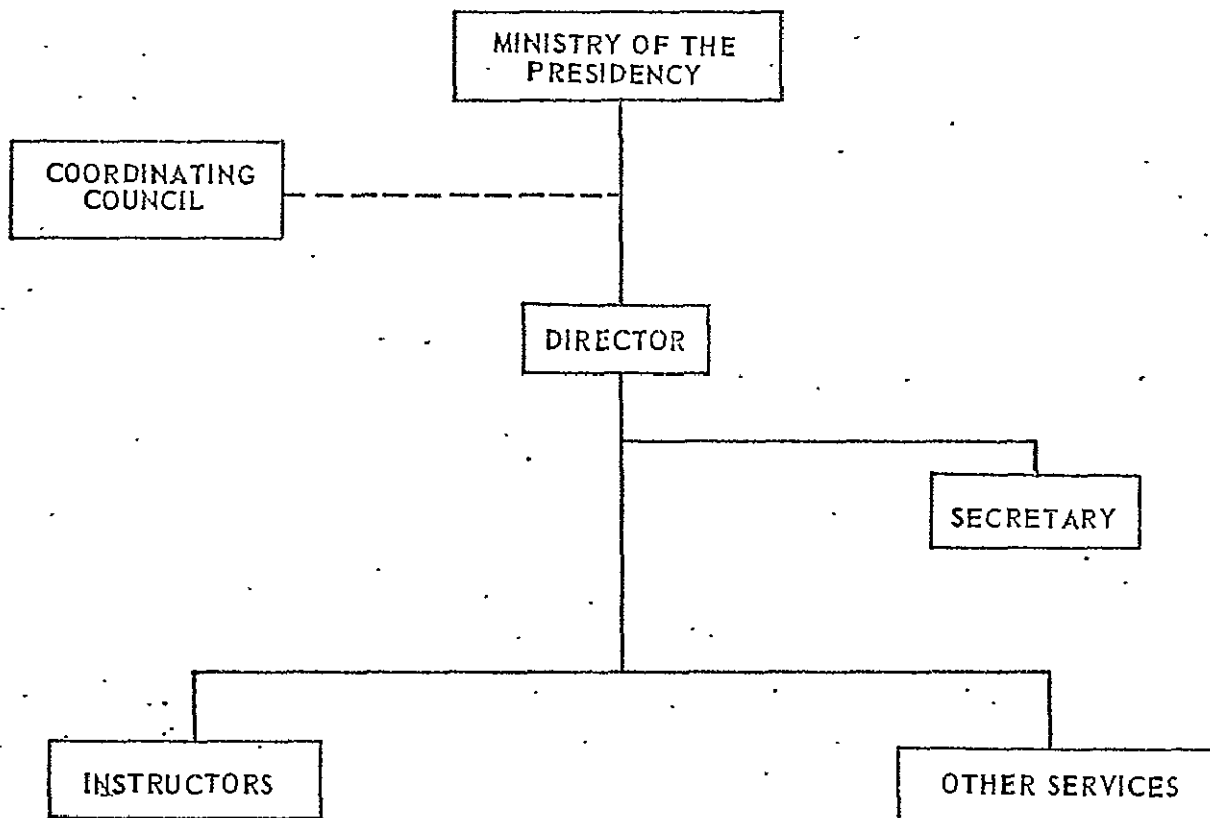 MINISTRY OF THE
PRESIDENCY
COORDINATING
COUNCIL
DIRECTOR
SECRETARY
INSTRUCTORS
OTHER SERVICES